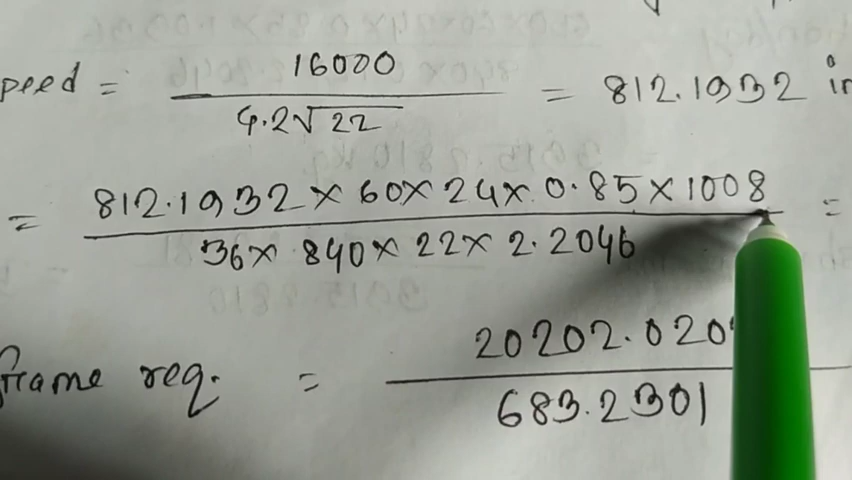 peed = 16000 / 4.2√22 = 812.1932 in
= 812.1932 × 60 × 24 × 0.85 × 1008 / 36 × 840 × 22 × 2.2046 =
frame req. = 20202.020 / 683.2301